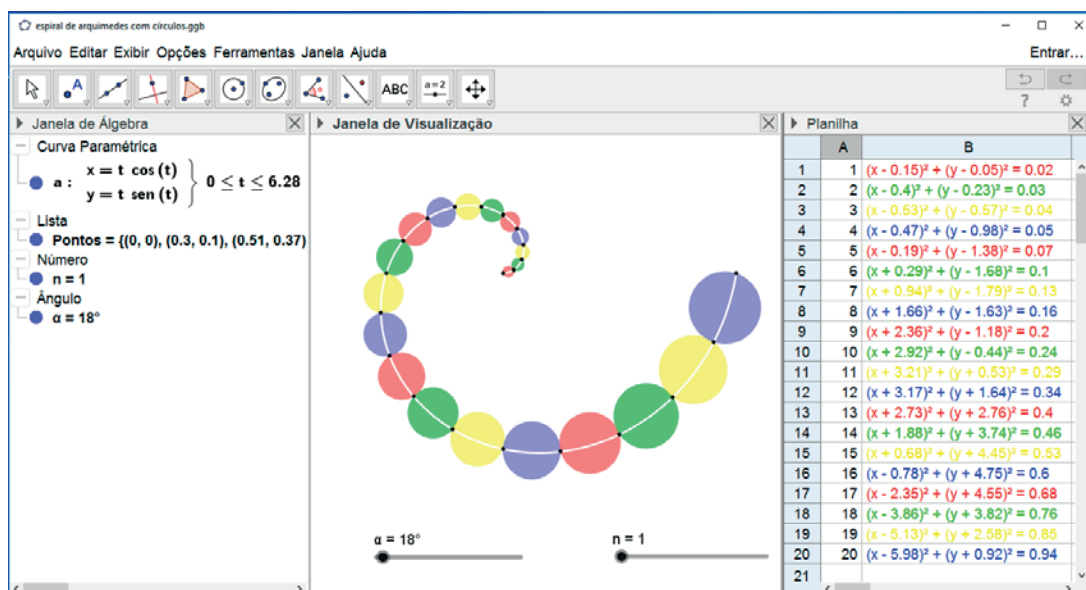 espiral de arquimedes com círculos.ggb
Arquivo Editar Exibir Opções Ferramentas Janela Ajuda
Entrar...
A
ABC
a=2
?
Janela de Álgebra
Curva Paramétrica
a : x = t cos (t)
y = t sen (t)
0 ≤ t ≤ 6.28
Lista
Pontos = {(0, 0), (0.3, 0.1), (0.51, 0.37)
Número
n = 1
Ângulo
α = 18°
Janela de Visualização
α = 18°
n = 1
Planilha
A B
1 1 (x - 0.15)² + (y - 0.05)² = 0.02
2 2 (x - 0.4)² + (y - 0.23)² = 0.03
3 3 (x - 0.53)² + (y - 0.57)² = 0.04
4 4 (x - 0.47)² + (y - 0.98)² = 0.05
5 5 (x - 0.19)² + (y - 1.38)² = 0.07
6 6 (x + 0.29)² + (y - 1.68)² = 0.1
7 7 (x + 0.94)² + (y - 1.79)² = 0.13
8 8 (x + 1.66)² + (y - 1.63)² = 0.16
9 9 (x + 2.36)² + (y - 1.18)² = 0.2
10 10 (x + 2.92)² + (y - 0.44)² = 0.24
11 11 (x + 3.21)² + (y + 0.53)² = 0.29
12 12 (x + 3.17)² + (y + 1.64)² = 0.34
13 13 (x + 2.73)² + (y + 2.76)² = 0.4
14 14 (x + 1.88)² + (y + 3.74)² = 0.46
15 15 (x + 0.68)² + (y + 4.45)² = 0.53
16 16 (x - 0.78)² + (y + 4.75)² = 0.6
17 17 (x - 2.35)² + (y + 4.55)² = 0.68
18 18 (x - 3.86)² + (y + 3.82)² = 0.76
19 19 (x - 5.13)² + (y + 2.58)² = 0.85
20 20 (x - 5.98)² + (y + 0.92)² = 0.94
21